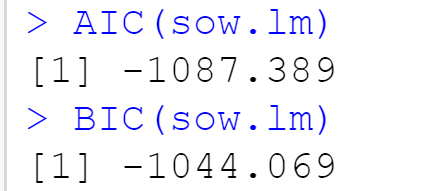 > AIC(sow.lm)
[1] -1087.389
> BIC(sow.lm)
[1] -1044.069